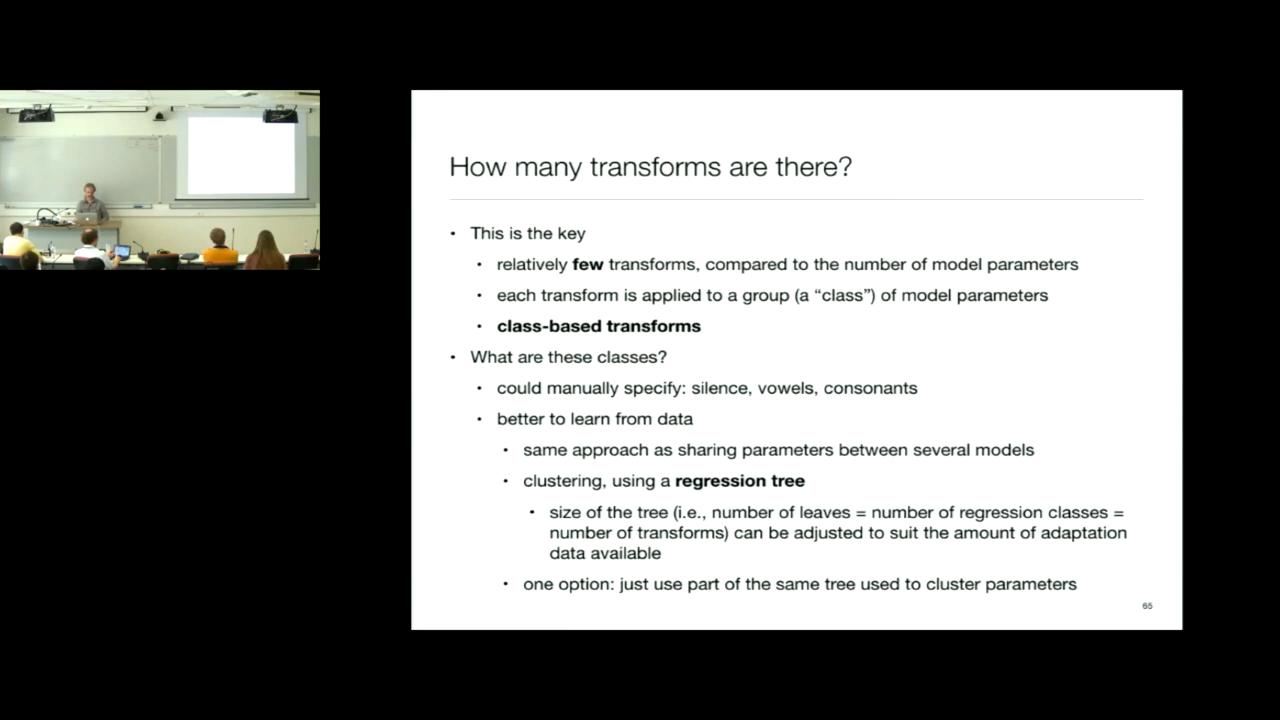 How many transforms are there?
• This is the key
• relatively few transforms, compared to the number of model parameters
• each transform is applied to a group (a “class”) of model parameters
• class-based transforms
• What are these classes?
• could manually specify: silence, vowels, consonants
• better to learn from data
• same approach as sharing parameters between several models
• clustering, using a regression tree
• size of the tree (i.e., number of leaves = number of regression classes =
number of transforms) can be adjusted to suit the amount of adaptation
data available
• one option: just use part of the same tree used to cluster parameters
65